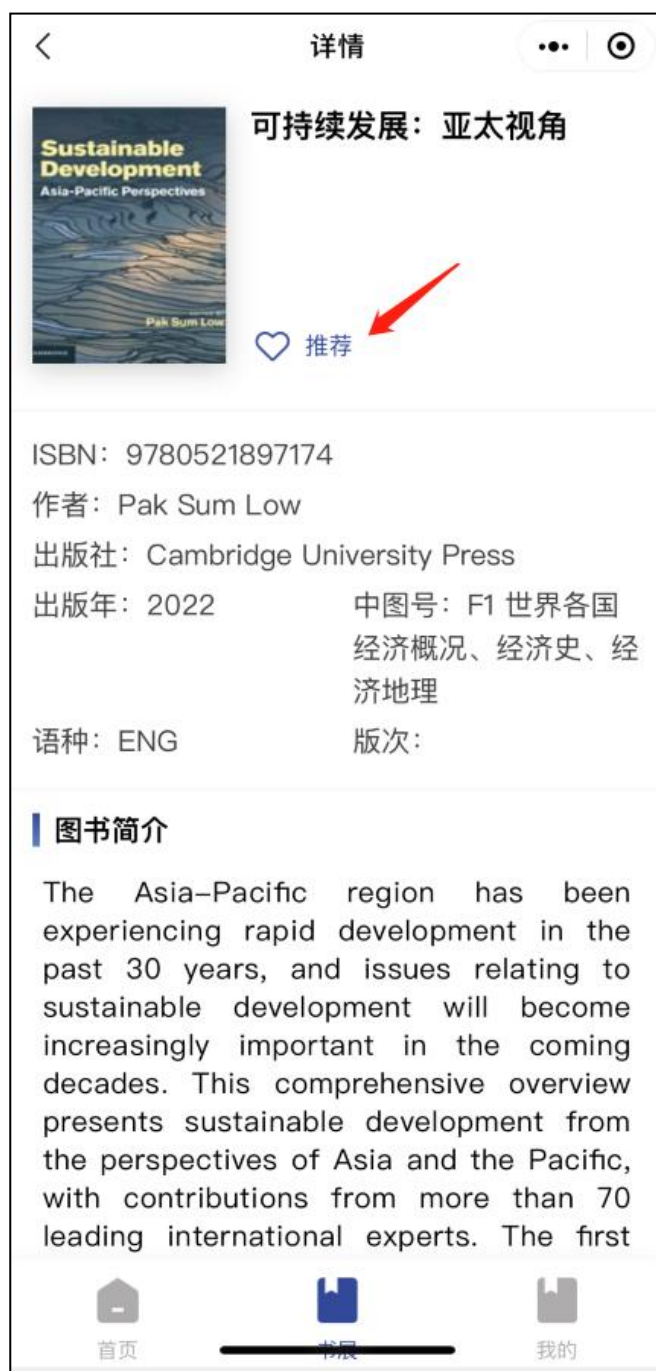 详情
Sustainable
Development
Asia-Pacific Perspectives
Pak Sum Low
可持续发展：亚太视角
推荐
ISBN：9780521897174
作者：Pak Sum Low
出版社：Cambridge University Press
出版年：2022
中图号：F1 世界各国
经济概况、经济史、经
济地理
语种：ENG
版次：
图书简介
The Asia–Pacific region has been
experiencing rapid development in the
past 30 years, and issues relating to
sustainable development will become
increasingly important in the coming
decades. This comprehensive overview
presents sustainable development from
the perspectives of Asia and the Pacific,
with contributions from more than 70
leading international experts. The first
首页
书展
我的